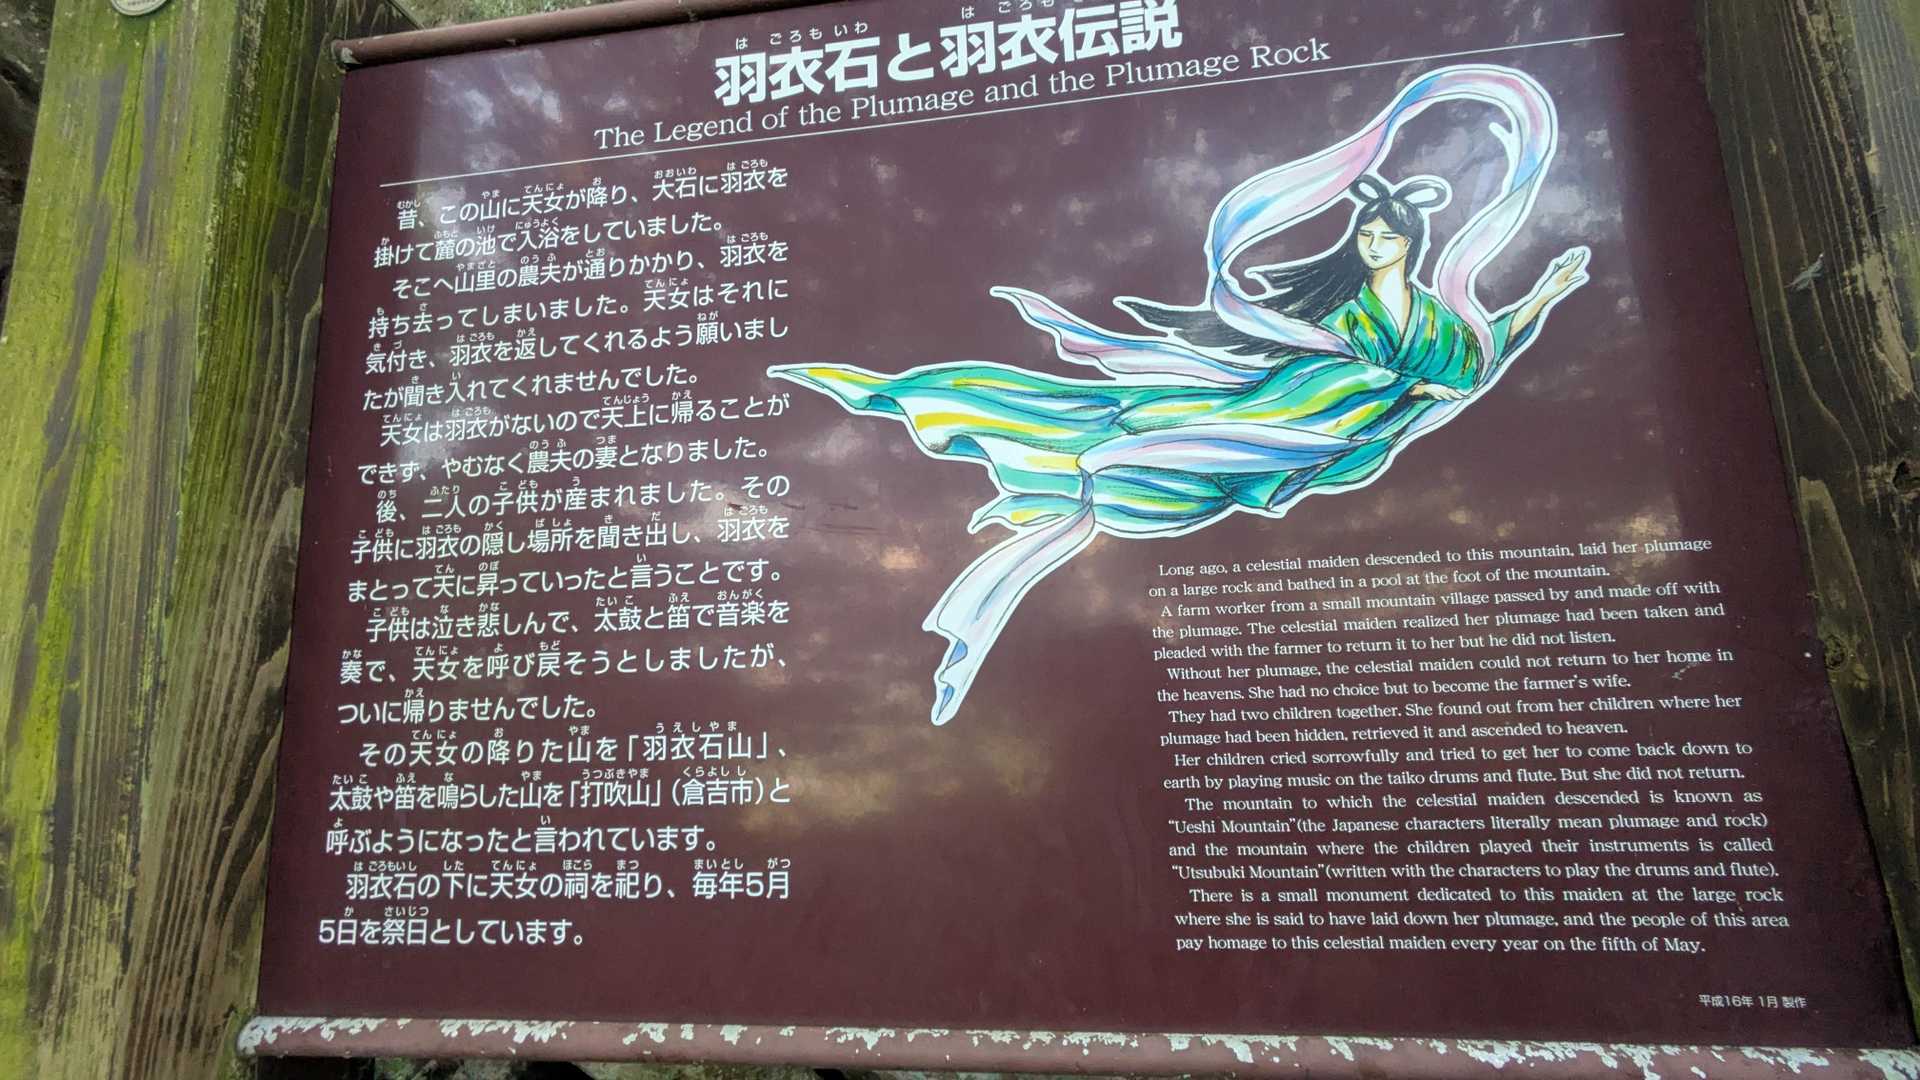 羽衣石と羽衣伝説
The Legend of the Plumage and the Plumage Rock
昔、この山に天女が降り、大石に羽衣を
掛けて麓の池で入浴をしていました。
そこへ山里の農夫が通りかかり、羽衣を
持ち去ってしまいました。天女はそれに
気付き、羽衣を返してくれるよう願いまし
たが聞き入れてくれませんでした。
天女は羽衣がないので天上に帰ることが
できず、やむなく農夫の妻となりました。
後、二人の子供が産まれました。その
子供に羽衣の隠し場所を聞き出し、羽衣を
まとって天に昇っていったと言うことです。
子供は泣き悲しんで、太鼓と笛で音楽を
奏で、天女を呼び戻そうとしましたが、
ついに帰りませんでした。
その天女の降りた山を「羽衣石山」、
太鼓や笛を鳴らした山を「打吹山」（倉吉市）と
呼ぶようになったと言われています。
羽衣石の下に天女の祠を祀り、毎年5月
5日を祭日としています。
Long ago, a celestial maiden descended to this mountain, laid her plumage
on a large rock and bathed in a pool at the foot of the mountain.
A farm worker from a small mountain village passed by and made off with
the plumage. The celestial maiden realized her plumage had been taken and
pleaded with the farmer to return it to her but he did not listen.
Without her plumage, the celestial maiden could not return to her home in
the heavens. She had no choice but to become the farmer's wife.
They had two children together. She found out from her children where her
plumage had been hidden, retrieved it and ascended to heaven.
Her children cried sorrowfully and tried to get her to come back down to
earth by playing music on the taiko drums and flute. But she did not return.
The mountain to which the celestial maiden descended is known as
“Ueshi Mountain”(the Japanese characters literally mean plumage and rock)
and the mountain where the children played their instruments is called
“Utsubuki Mountain”(written with the characters to play the drums and flute).
There is a small monument dedicated to this maiden at the large rock
where she is said to have laid down her plumage, and the people of this area
pay homage to this celestial maiden every year on the fifth of May.
平成16年 1月 製作